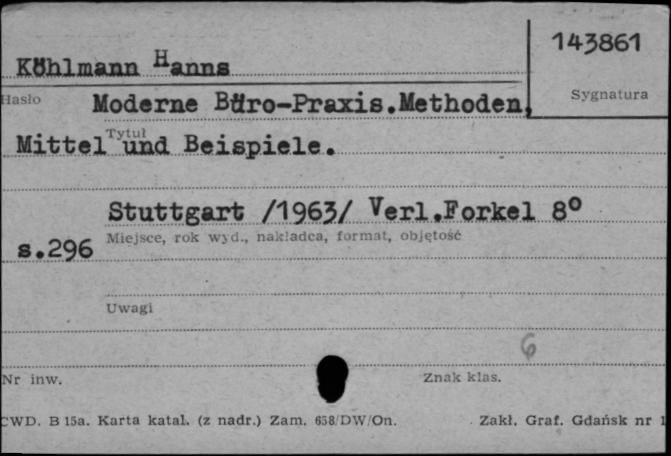 143861
Köhlmann Hanns
Hasło
Sygnatura
Moderne Büro-Praxis.Methoden,
Tytuł
Mittel und Beispiele.
Stuttgart /1963/ Verl.Forkel 8°
Miejsce, rok wyd., nakładca, format, objętość
s.296
Uwagi
6
Nr inw.
Znak klas.
CWD. B 15a. Karta katal. (z nadr.) Zam. 658/DW/On. Zakł. Graf. Gdańsk nr 1